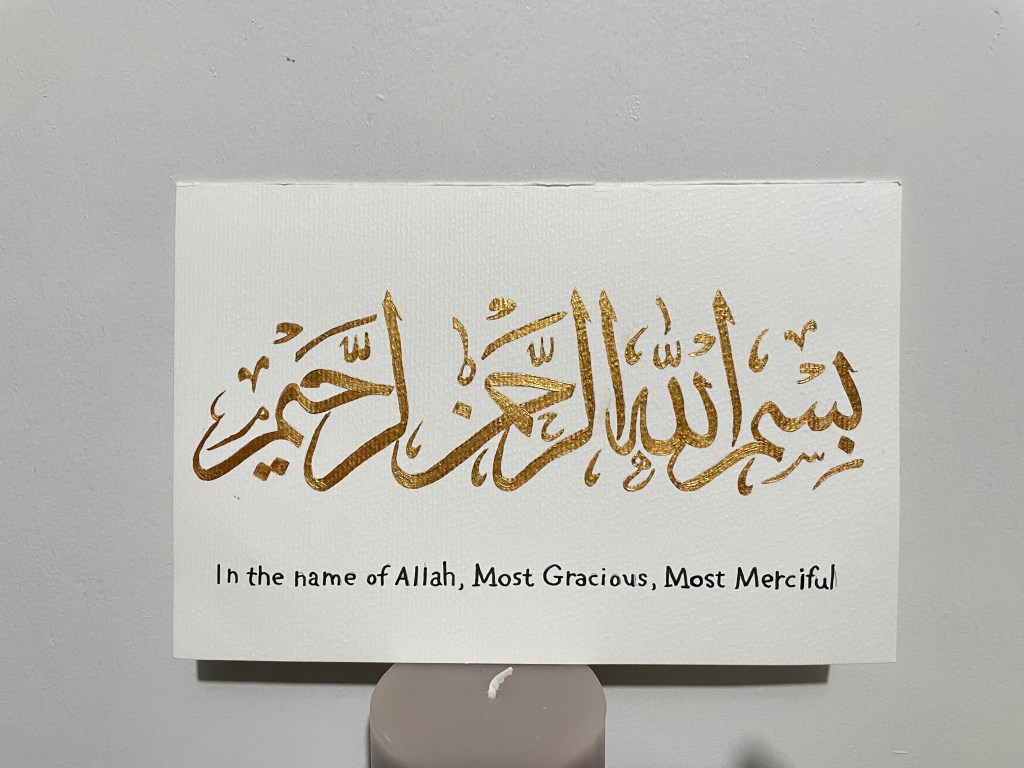 بسم الله الرحمن الرحيم
In the name of Allah, Most Gracious, Most Merciful